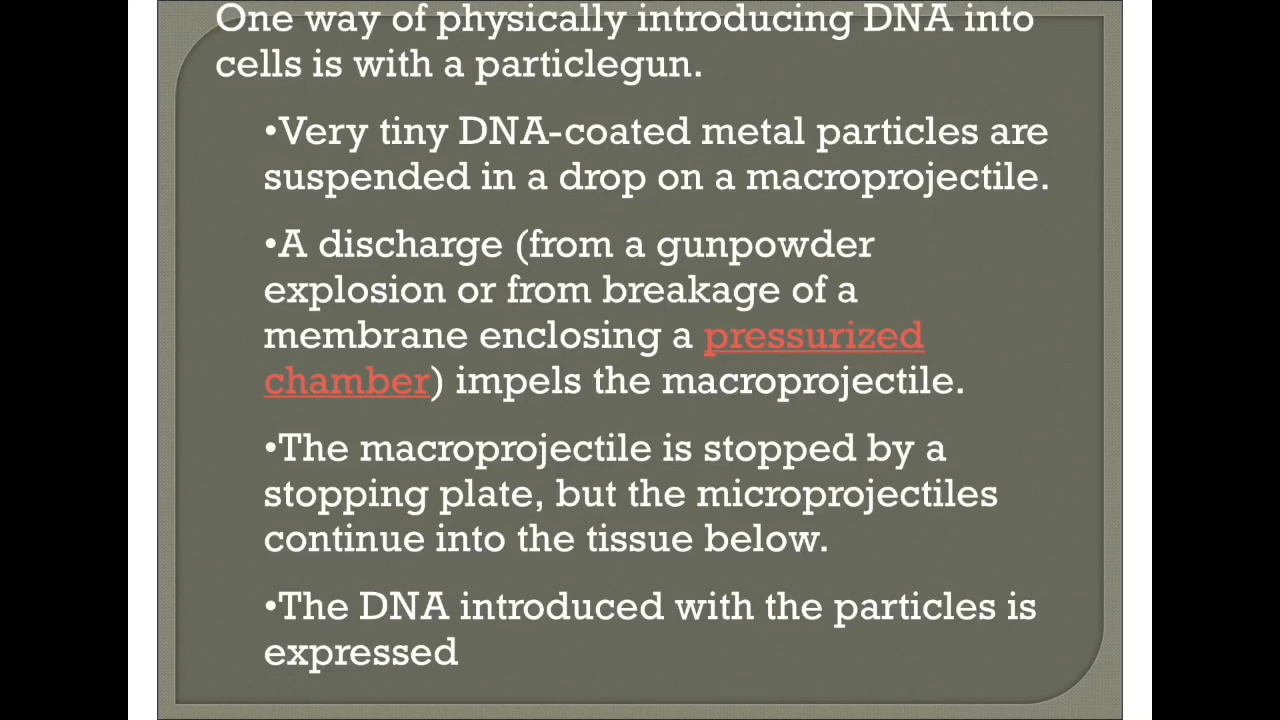 One way of physically introducing DNA into
cells is with a particlegun.
•Very tiny DNA-coated metal particles are
suspended in a drop on a macroprojectile.
•A discharge (from a gunpowder
explosion or from breakage of a
membrane enclosing a pressurized
chamber) impels the macroprojectile.
•The macroprojectile is stopped by a
stopping plate, but the microprojectiles
continue into the tissue below.
•The DNA introduced with the particles is
expressed